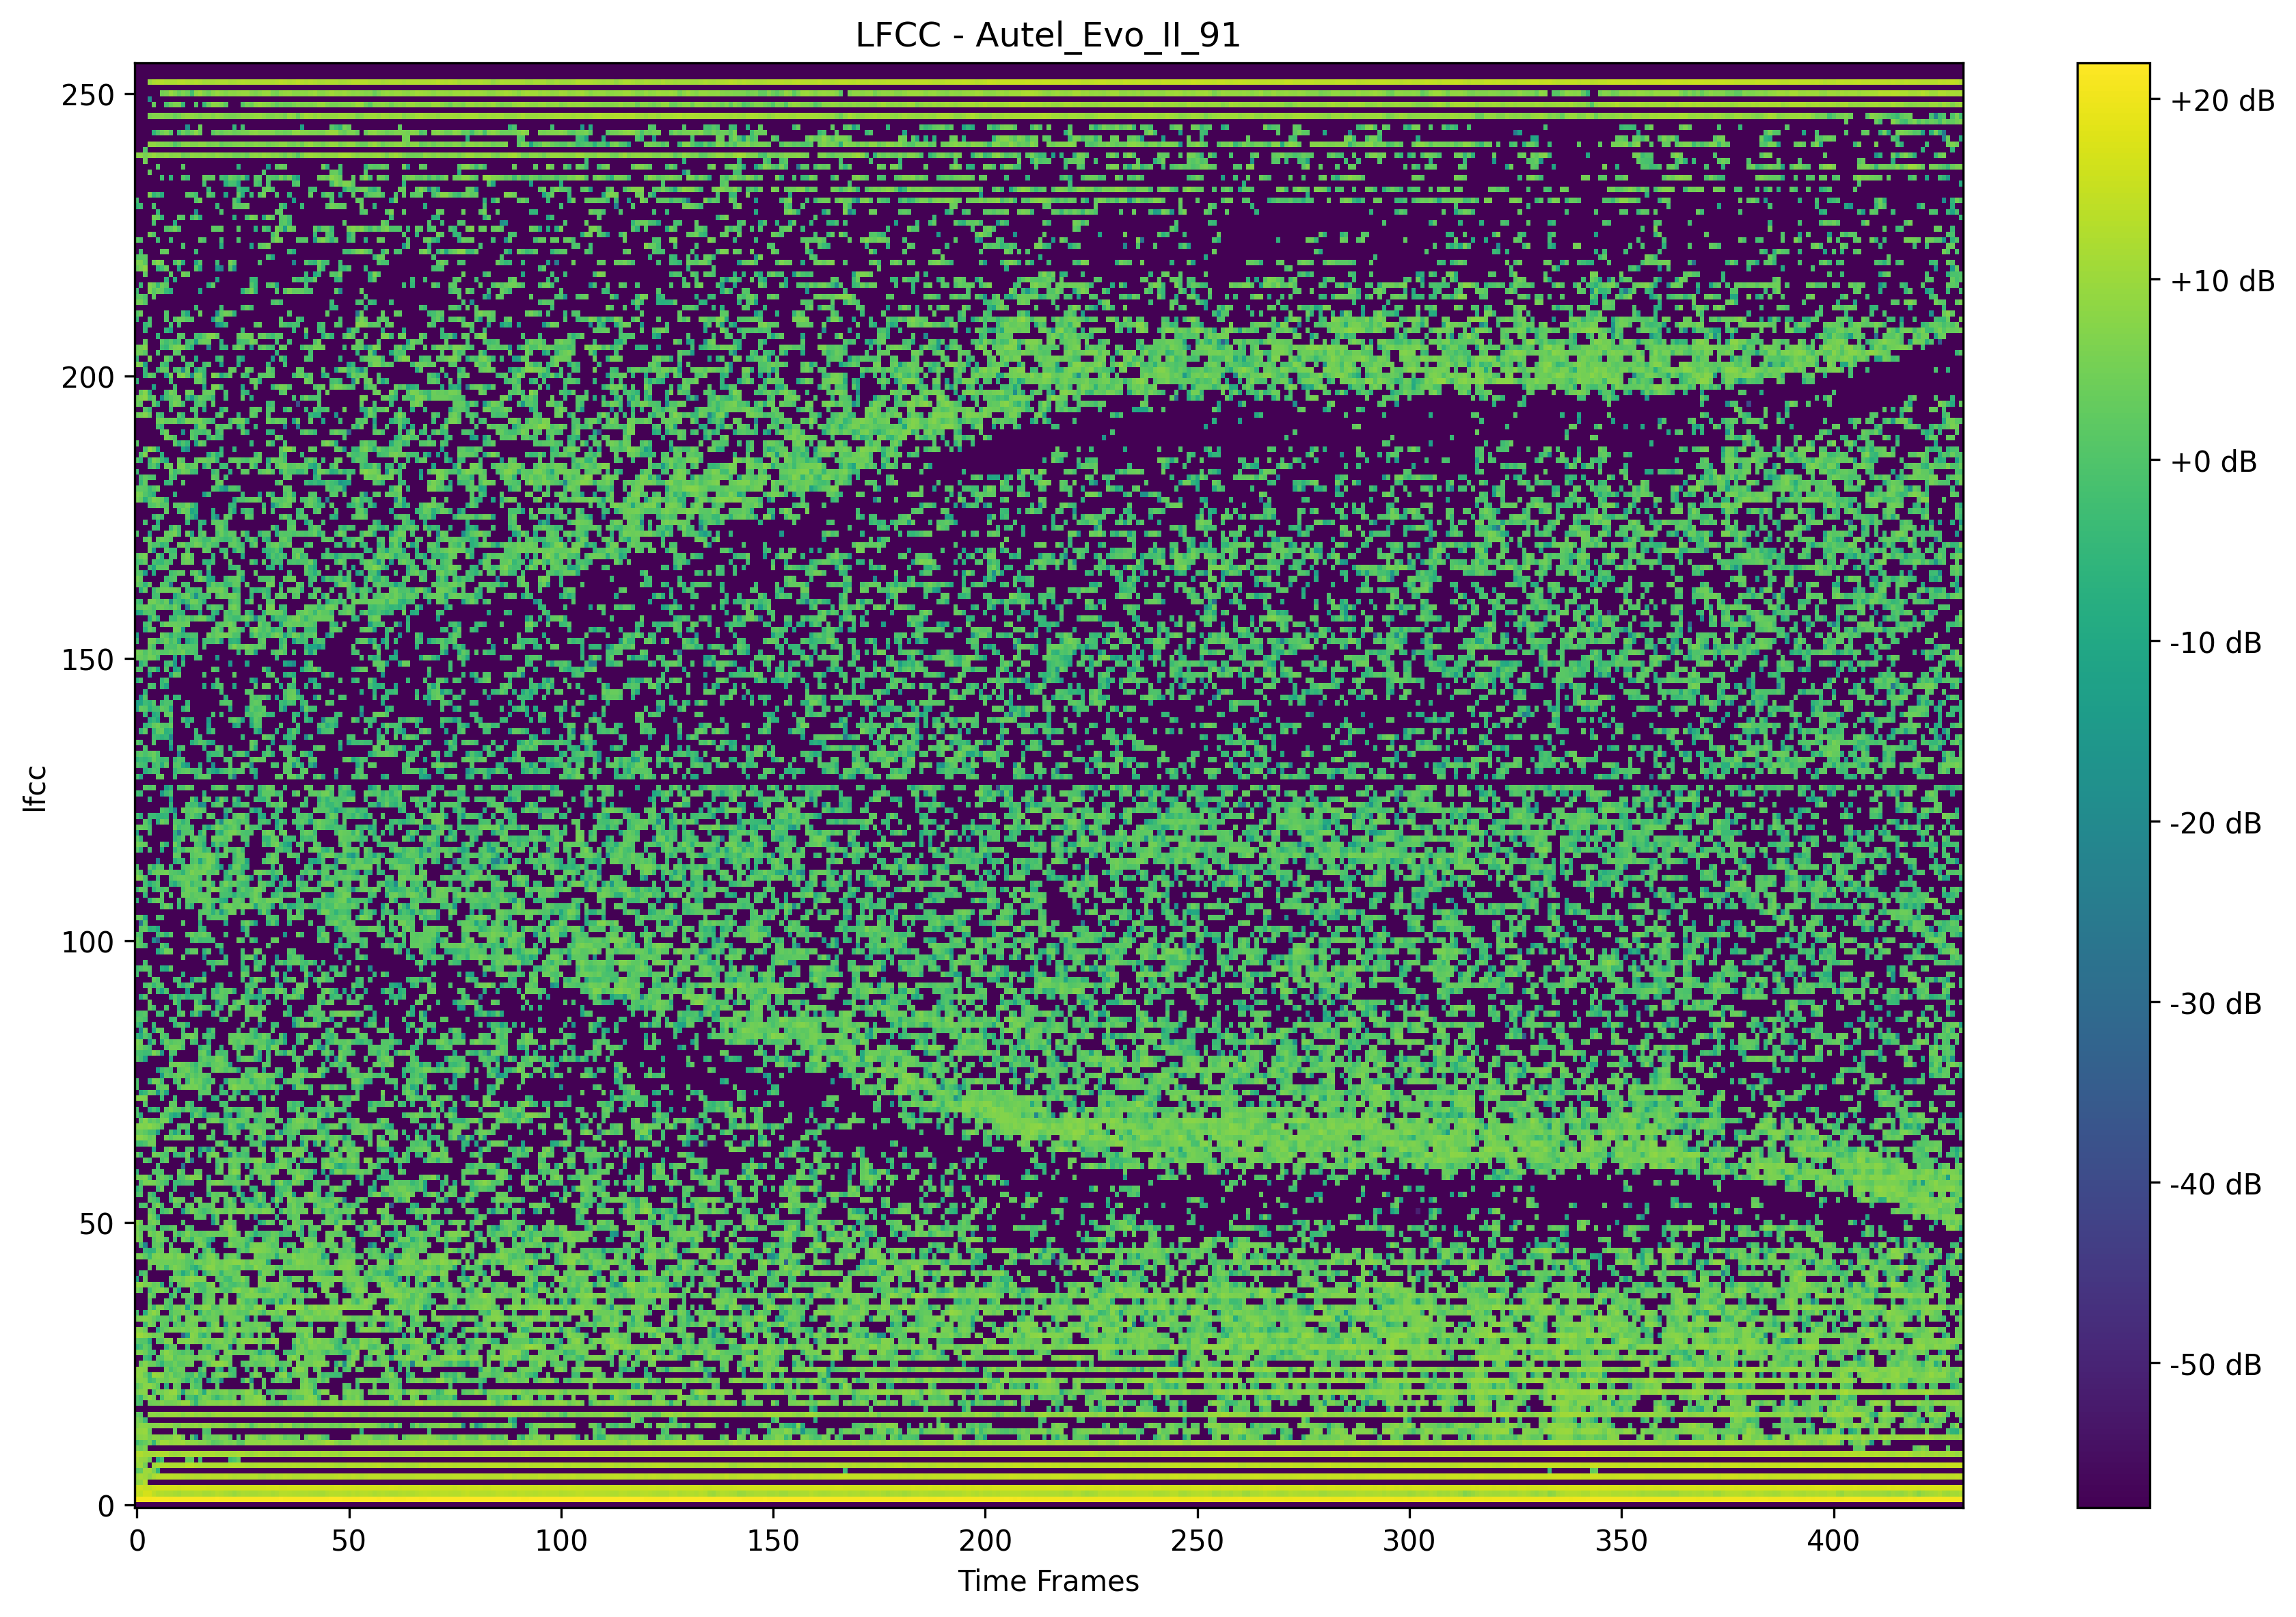 LFCC - Autel_Evo_II_91
250
200
150
100
50
0
lfcc
0 50 100 150 200 250 300 350 400
Time Frames
+20 dB
+10 dB
+0 dB
-10 dB
-20 dB
-30 dB
-40 dB
-50 dB